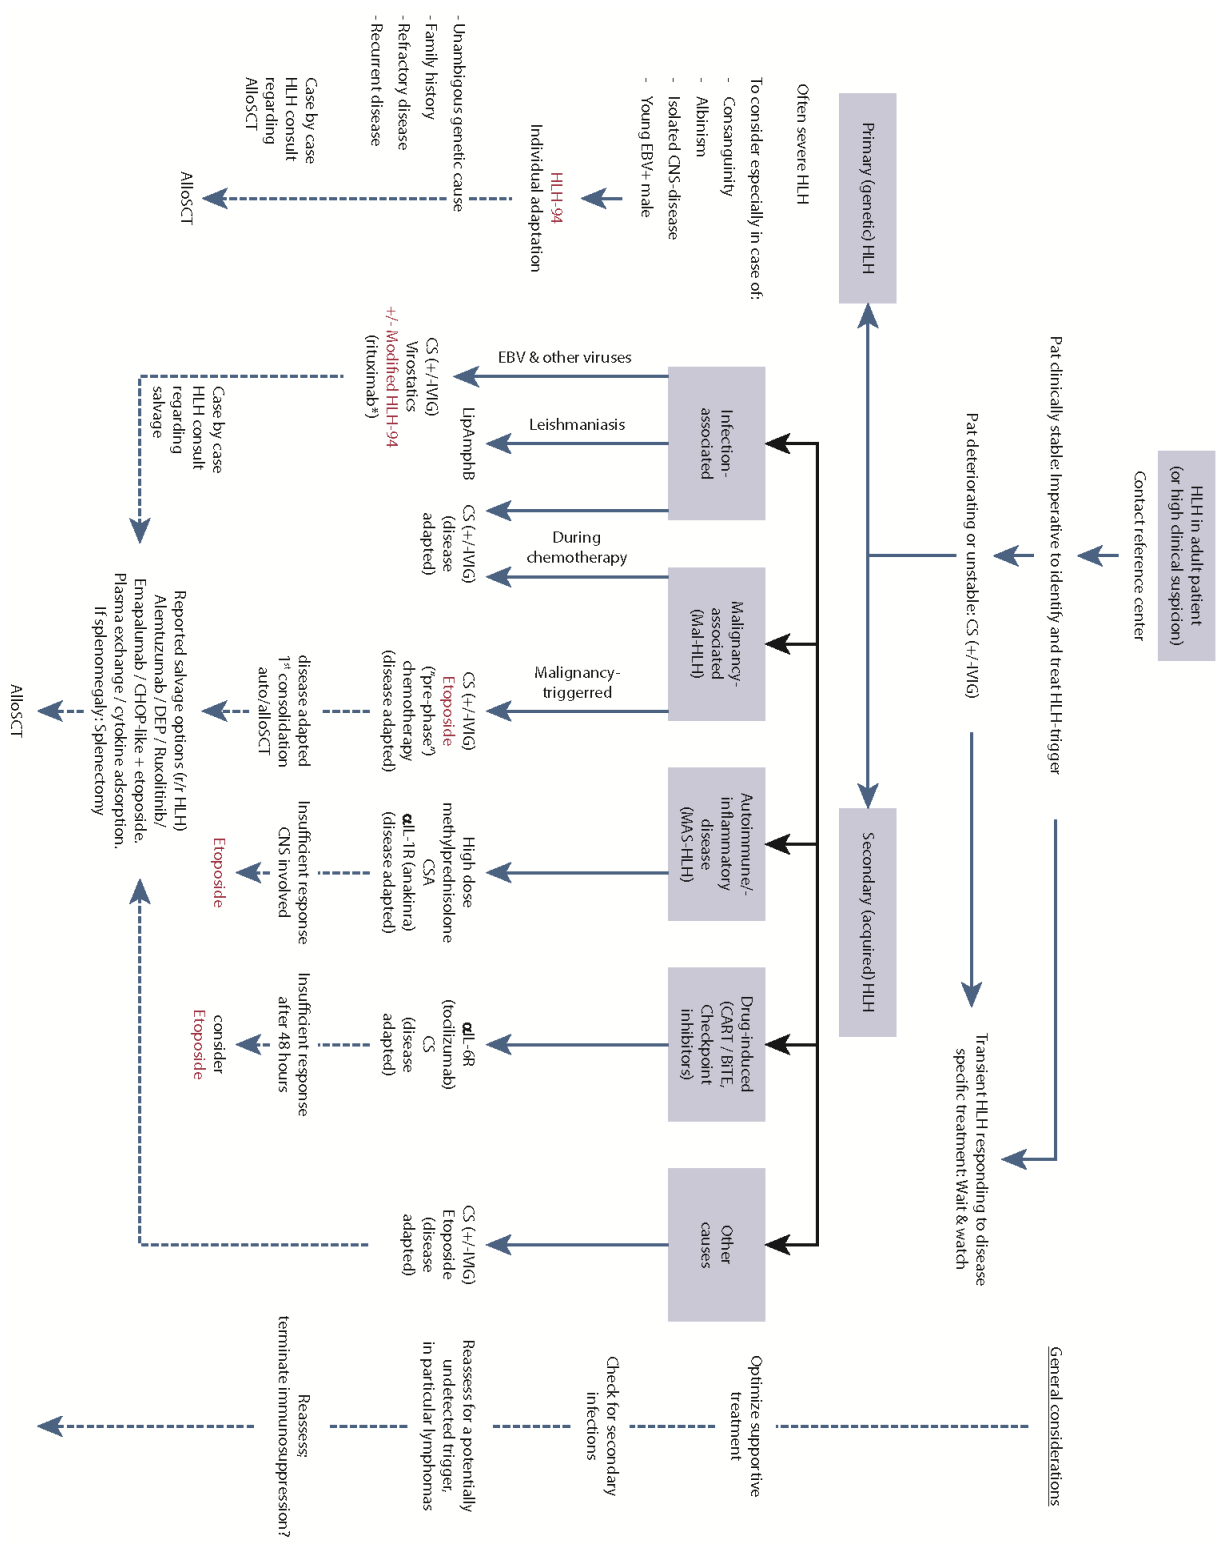 HLH in adult patient
(or high clinical suspicion)
Contact reference center
Pat clinically stable: Imperative to identify and treat HLH-trigger
Pat deteriorating or unstable: CS (+/-IVIG)
Transient HLH responding to disease
specific treatment: Wait & watch
General considerations
Primary (genetic) HLH
Secondary (acquired) HLH
Often severe HLH
To consider especially in case of:
- Consanguinity
- Albinism
- Isolated CNS-disease
- Young EBV+ male
HLH-94
Individual adaptation
- Unambigous genetic cause
- Family history
- Refractory disease
- Recurrent disease
Case by case
HLH consult
regarding
AlloSCT
AlloSCT
Infection-
associated
Malignancy-
associated
(Mal-HLH)
Autoimmune/-
inflammatory
disease
(MAS-HLH)
Drug-induced
(CART / BiTE,
Checkpoint
inhibitors)
Other
causes
EBV & other viruses
Leishmaniasis
During
chemotherapy
Malignancy-
triggerred
CS (+/-IVIG)
Virostatics
+/- Modified HLH-94
(rituximab*)
LipAmphB
CS (+/-IVIG)
(disease
adapted)
CS (+/-IVIG)
Etoposide
("pre-phase")
chemotherapy
(disease adapted)
High dose
methylprednisolone
CSA
αIL-1R (anakinra)
(disease adapted)
αIL-6R
(tocilizumab)
CS
(disease
adapted)
CS (+/-IVIG)
Etoposide
(disease
adapted)
Case by case
HLH consult
regarding
salvage
disease adapted
1st consolidation
auto/alloSCT
Insufficient response
CNS involved
Etoposide
Insufficient response
after 48 hours
consider
Etoposide
Reported salvage options (r/r HLH)
Alemtuzumab / DEP / Ruxolitinib/
Emapalumab / CHOP-like + etoposide.
Plasma exchange / cytokine adsorption.
If splenomegaly: Splenectomy
AlloSCT
Optimize supportive
treatment
Check for secondary
infections
Reassess for a potentially
undetected trigger,
in particular lymphomas
Reassess;
terminate immunosuppression?